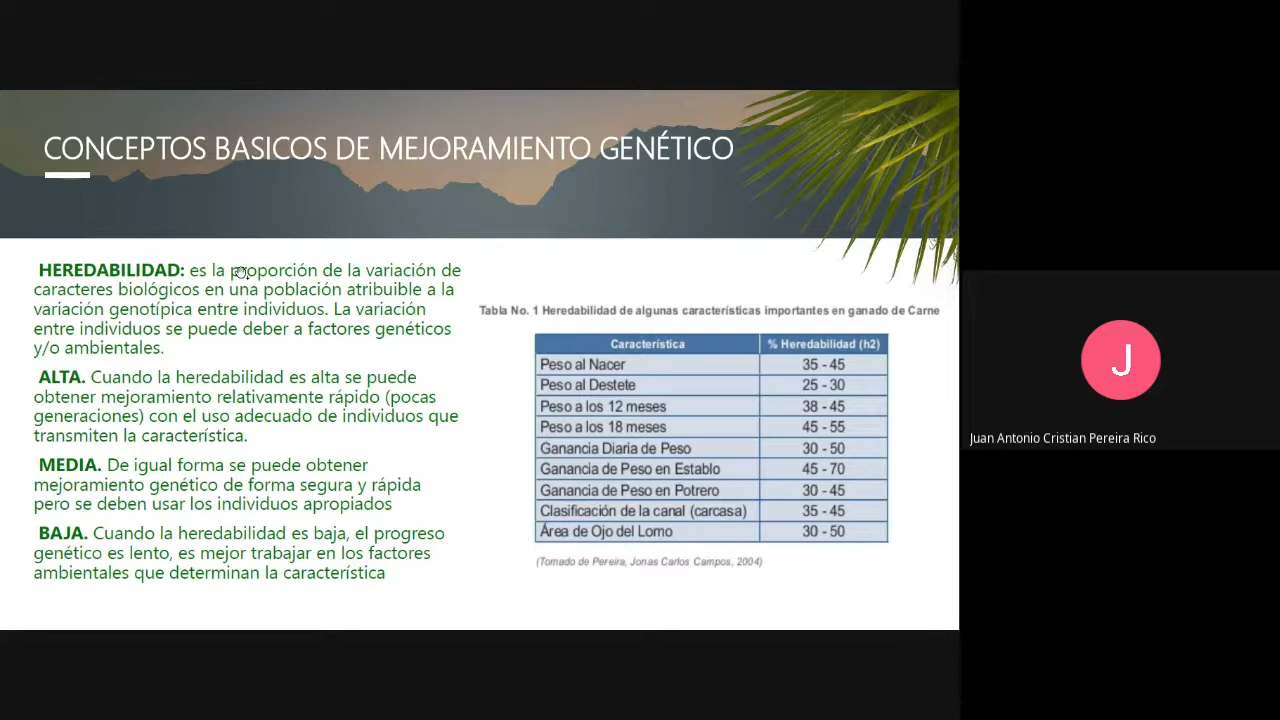 CONCEPTOS BASICOS DE MEJORAMIENTO GENÉTICO
HEREDABILIDAD: es la proporción de la variación de
caracteres biológicos en una población atribuible a la
variación genotípica entre individuos. La variación
entre individuos se puede deber a factores genéticos
y/o ambientales.
ALTA. Cuando la heredabilidad es alta se puede
obtener mejoramiento relativamente rápido (pocas
generaciones) con el uso adecuado de individuos que
transmiten la característica.
MEDIA. De igual forma se puede obtener
mejoramiento genético de forma segura y rápida
pero se deben usar los individuos apropiados
BAJA. Cuando la heredabilidad es baja, el progreso
genético es lento, es mejor trabajar en los factores
ambientales que determinan la característica
Tabla No. 1 Heredabilidad de algunas características importantes en ganado de Carne
Característica % Heredabilidad (h2)
Peso al Nacer 35 - 45
Peso al Destete 25 - 30
Peso a los 12 meses 38 - 45
Peso a los 18 meses 45 - 55
Ganancia Diaria de Peso 30 - 50
Ganancia de Peso en Establo 45 - 70
Ganancia de Peso en Potrero 30 - 45
Clasificación de la canal (carcasa) 35 - 45
Área de Ojo del Lomo 30 - 50
(Tomado de Pereira, Jonas Carlos Campos, 2004)
J
Juan Antonio Cristian Pereira Rico